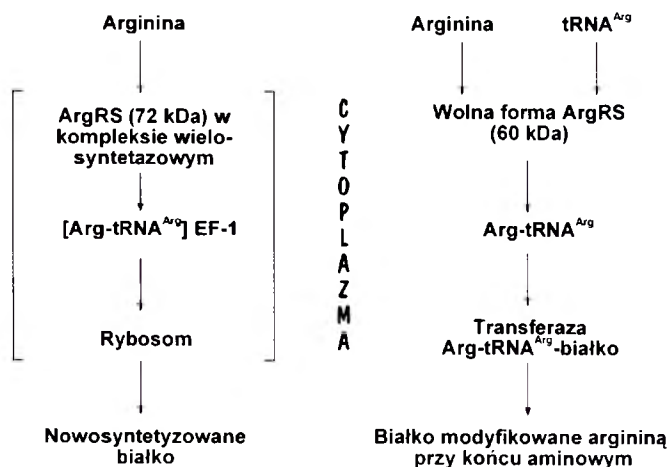 Arginina
ArgRS (72 kDa) w
kompleksie wielo-
syntetazowym
[Arg-tRNA^Arg] EF-1
Rybosom
Nowosyntetyzowane
białko
CYTOPLAZMA
Arginina tRNA^Arg
Wolna forma ArgRS
(60 kDa)
Arg-tRNA^Arg
Transferaza
Arg-tRNA^Arg-białko
Białko modyfikowane argininą
przy końcu aminowym